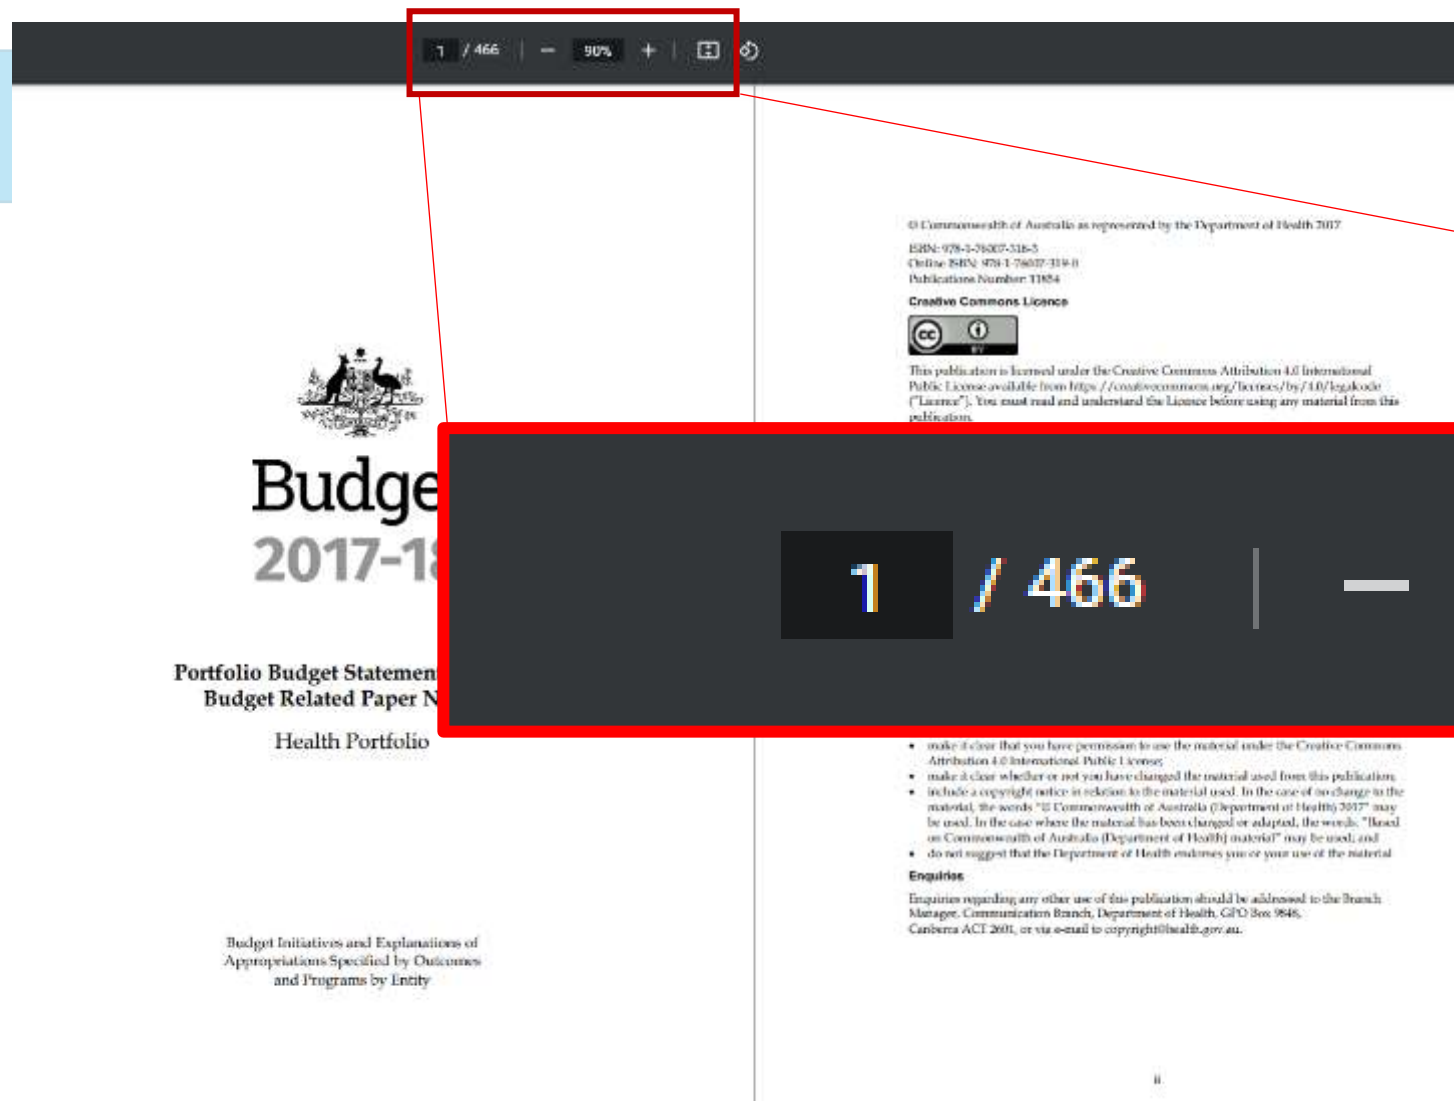 1 / 466 | − 90% + |
Budge
2017-18
Portfolio Budget Statemen
Budget Related Paper N
Health Portfolio
Budget Initiatives and Explanations of
Appropriations Specified by Outcomes
and Programs by Entity
© Commonwealth of Australia as represented by the Department of Health 2017
ISBN: 978-1-76007-318-3
Online ISBN: 978-1-76007-319-0
Publications Number: 11854
Creative Commons Licence
cc
BY
This publication is licensed under the Creative Commons Attribution 4.0 International
Public License available from https://creativecommons.org/licenses/by/4.0/legalcode
("Licence"). You must read and understand the Licence before using any material from this
publication.
1 / 466 | −
• make it clear that you have permission to use the material under the Creative Commons
Attribution 4.0 International Public License;
• make it clear whether or not you have changed the material used from this publication;
• include a copyright notice in relation to the material used. In the case of no change to the
material, the words "© Commonwealth of Australia (Department of Health) 2017" may
be used. In the case where the material has been changed or adapted, the words: "Based
on Commonwealth of Australia (Department of Health) material" may be used; and
• do not suggest that the Department of Health endorses you or your use of the material.
Enquiries
Enquiries regarding any other use of this publication should be addressed to the Branch
Manager, Communication Branch, Department of Health, GPO Box 9848,
Canberra ACT 2601, or via e-mail to copyright@health.gov.au.
ii